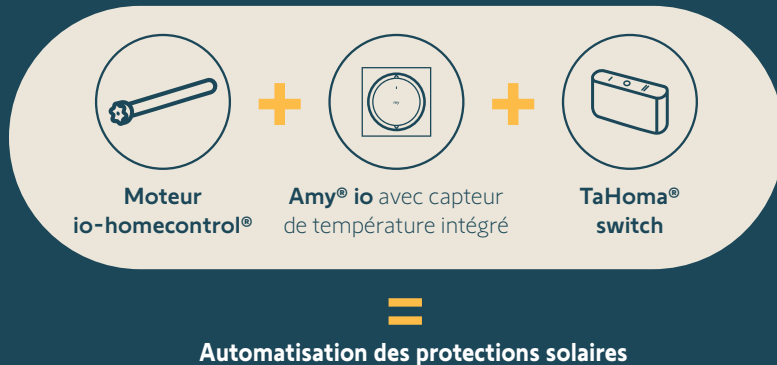 Moteur
io-homecontrol®
Amy® io avec capteur
de température intégré
TaHoma®
switch
Automatisation des protections solaires